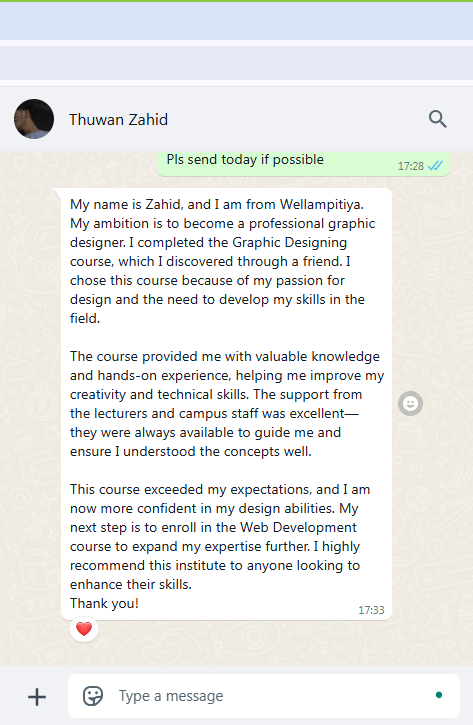 Thuwan Zahid
Pls send today if possible
17:28
My name is Zahid, and I am from Wellampitiya.
My ambition is to become a professional graphic
designer. I completed the Graphic Designing
course, which I discovered through a friend. I
chose this course because of my passion for
design and the need to develop my skills in the
field.
The course provided me with valuable knowledge
and hands-on experience, helping me improve my
creativity and technical skills. The support from
the lecturers and campus staff was excellent—
they were always available to guide me and
ensure I understood the concepts well.
This course exceeded my expectations, and I am
now more confident in my design abilities. My
next step is to enroll in the Web Development
course to expand my expertise further. I highly
recommend this institute to anyone looking to
enhance their skills.
Thank you!
17:33
Type a message